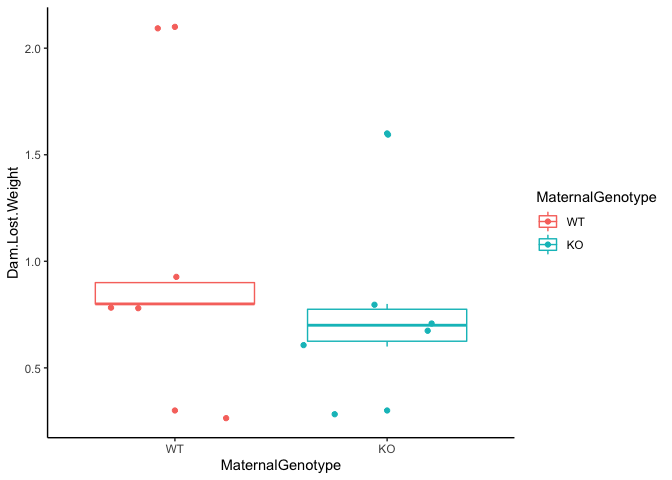 2.0
1.5
1.0
0.5
Dam.Lost.Weight
WT
KO
MaternalGenotype
MaternalGenotype
WT
KO